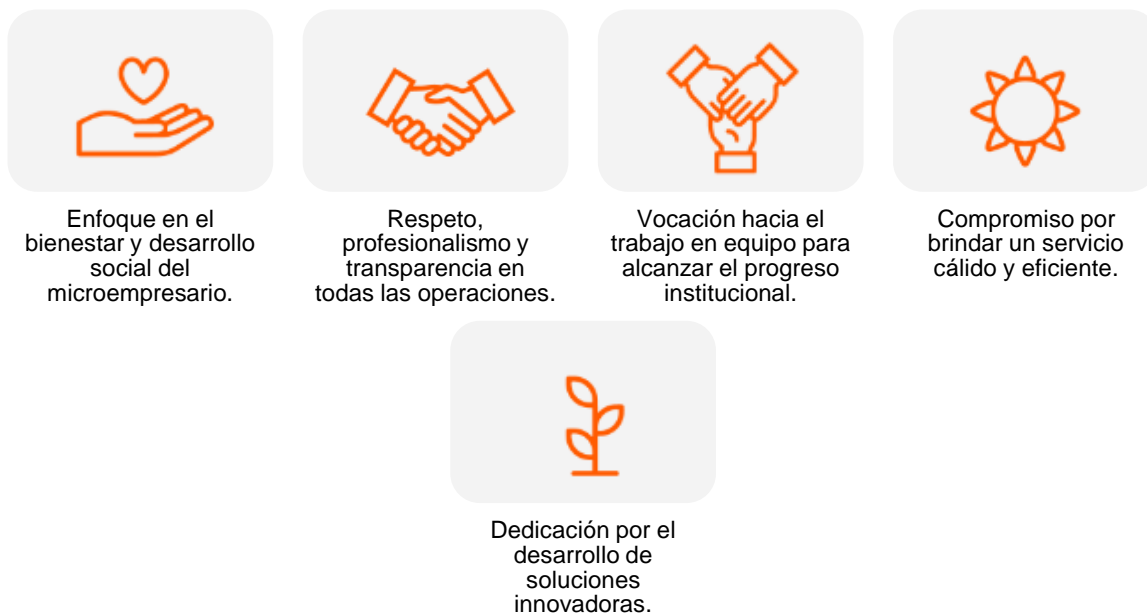 Enfoque en el
bienestar y desarrollo
social del
microempresario.
Respeto,
profesionalismo y
transparencia en
todas las operaciones.
Vocación hacia el
trabajo en equipo para
alcanzar el progreso
institucional.
Compromiso por
brindar un servicio
cálido y eficiente.
Dedicación por el
desarrollo de
soluciones
innovadoras.